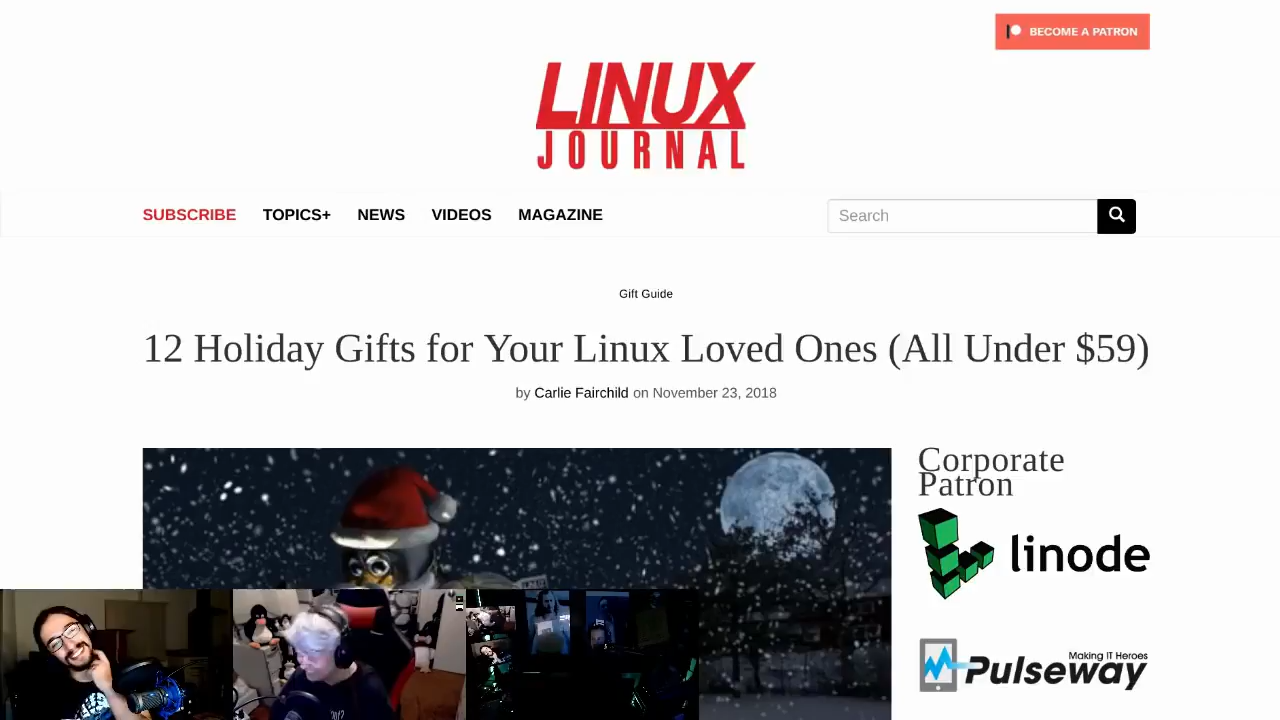 BECOME A PATRON
LINUX
JOURNAL
SUBSCRIBE TOPICS+ NEWS VIDEOS MAGAZINE Search
Gift Guide
12 Holiday Gifts for Your Linux Loved Ones (All Under $59)
by Carlie Fairchild on November 23, 2018
Corporate
Patron
linode
Making IT Heroes
Pulseway